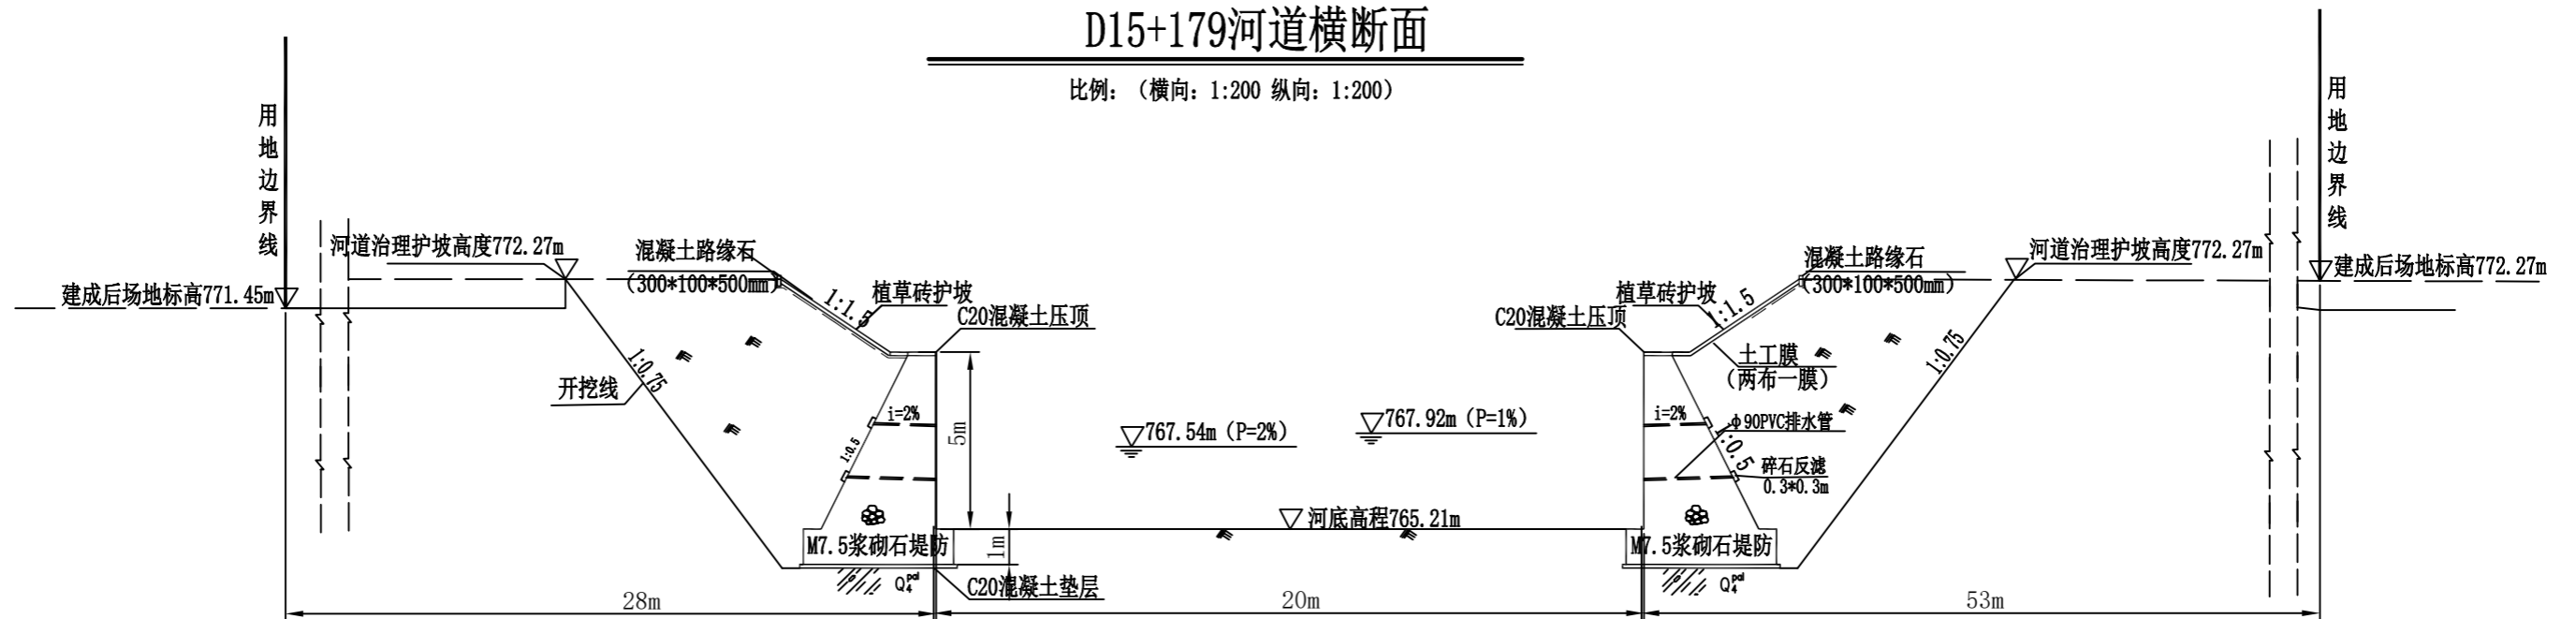 D15+179河道横断面
比例：（横向：1:200 纵向：1:200）
用地边界线
用地边界线
河道治理护坡高度772.27m
混凝土路缘石
（300*100*500mm）
混凝土路缘石
（300*100*500mm）
河道治理护坡高度772.27m
建成后场地标高771.45m
建成后场地标高772.27m
1:1.5
植草砖护坡
C20混凝土压顶
植草砖护坡
1:1.5
C20混凝土压顶
土工膜
（两布一膜）
1:0.75
1:0.75
开挖线
i=2%
1:0.5
5m
767.54m（P=2%）
767.92m（P=1%）
i=2%
φ90PVC排水管
1:0.5
碎石反滤
0.3*0.3m
河底高程765.21m
M7.5浆砌石堤防
1m
M7.5浆砌石堤防
Q4pal
C20混凝土垫层
Q4pal
28m
20m
53m